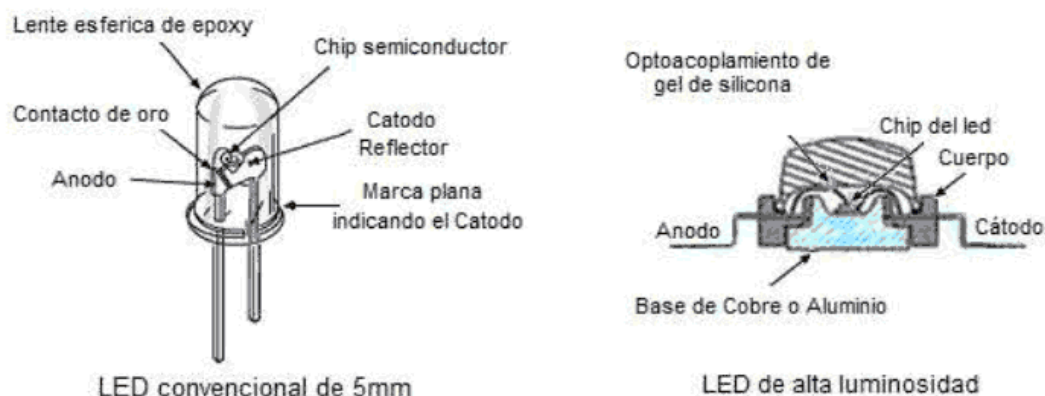 Lente esferica de epoxy
Chip semiconductor
Contacto de oro
Catodo
Reflector
Anodo
Marca plana
indicando el Catodo
LED convencional de 5mm
Optoacoplamiento de
gel de silicona
Chip del led
Cuerpo
Anodo
Cátodo
Base de Cobre o Aluminio
LED de alta luminosidad